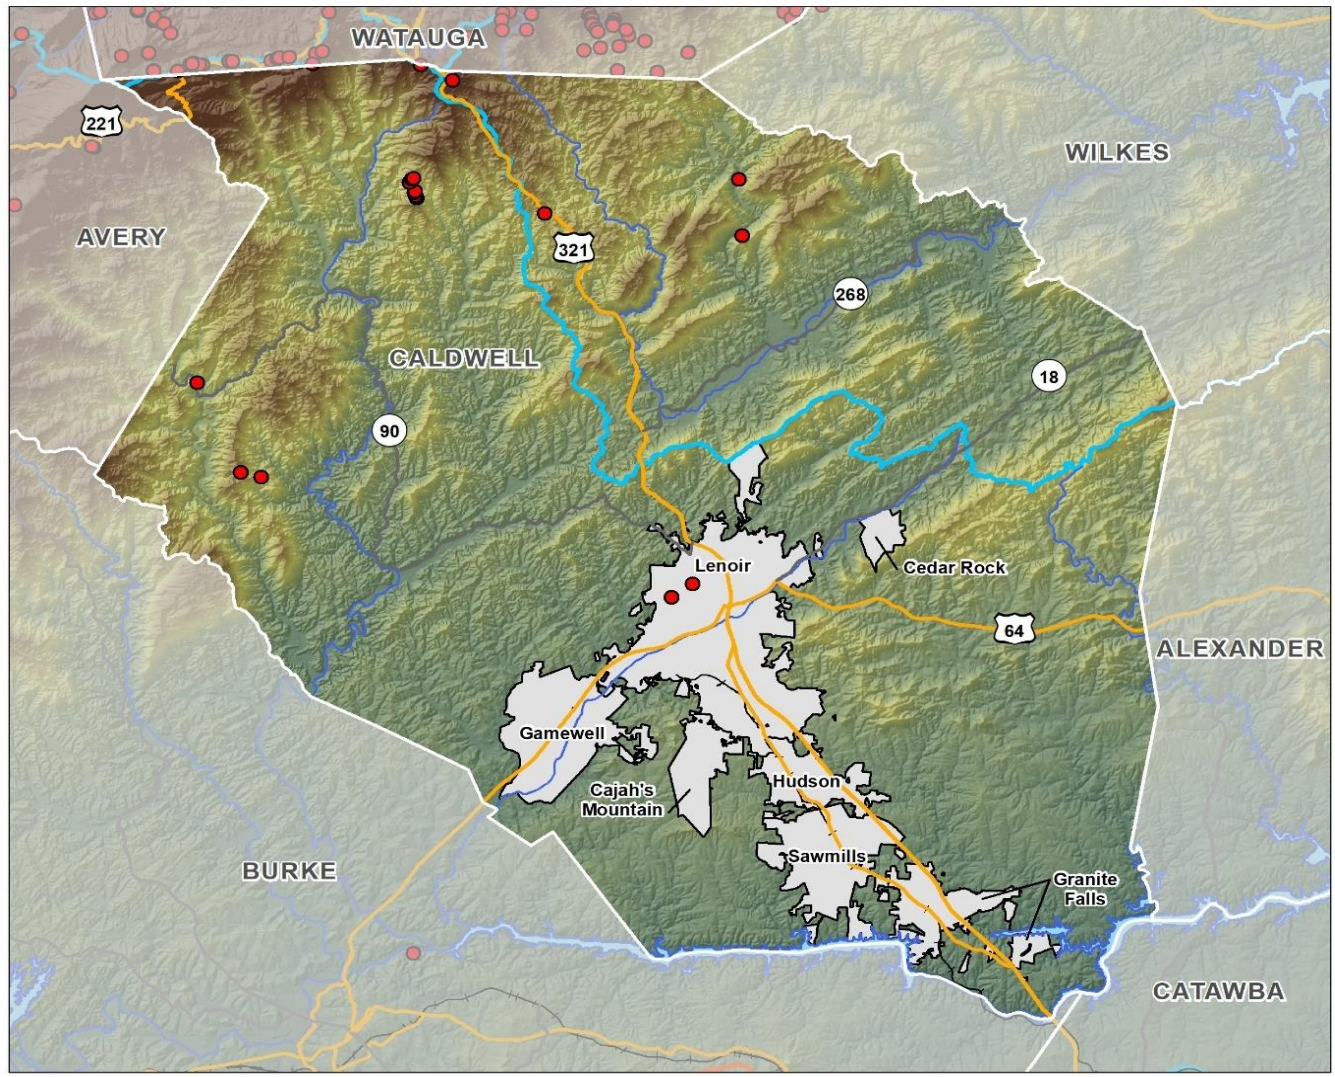 WATAUGA
221
WILKES
AVERY
321
268
CALDWELL
18
90
Lenoir
Cedar Rock
64
ALEXANDER
Gamewell
Hudson
Cajah's
Mountain
Sawmills
BURKE
Granite
Falls
CATAWBA